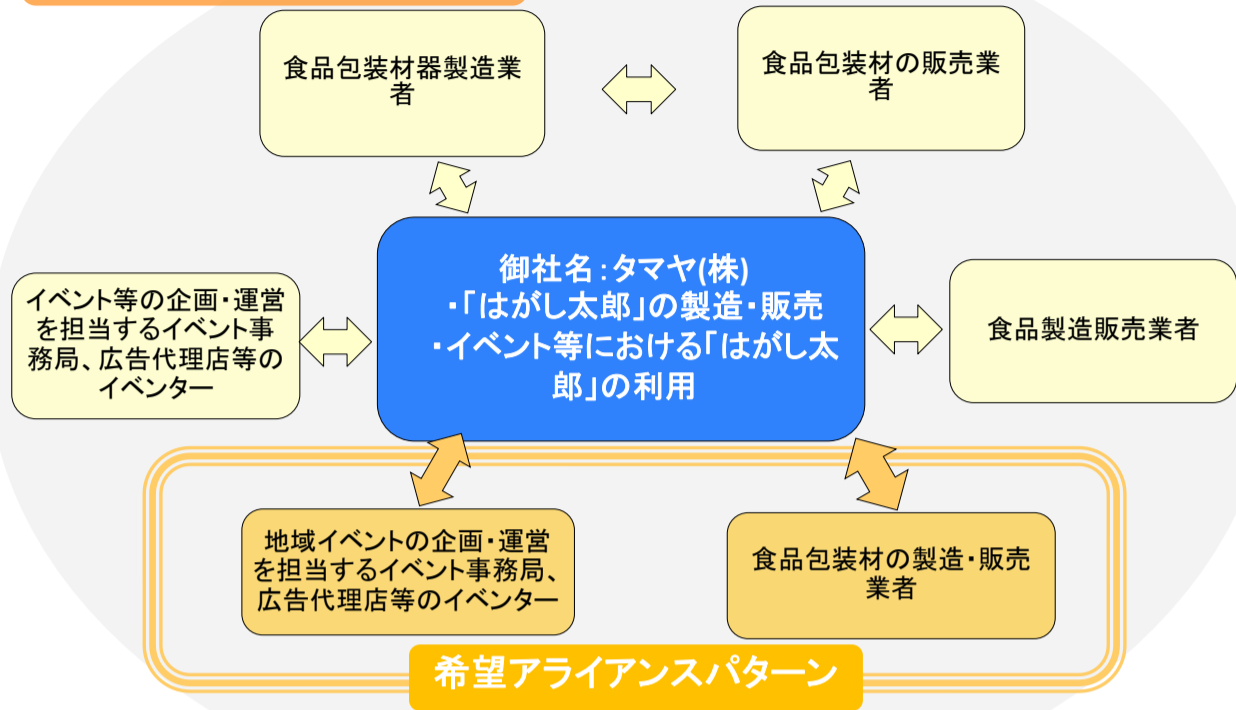 食品包装材器製造業
者
食品包装材の販売業
者
御社名：タマヤ(株)
・「はがし太郎」の製造・販売
・イベント等における「はがし太
郎」の利用
イベント等の企画・運営
を担当するイベント事
務局、広告代理店等の
イベンター
食品製造販売業者
地域イベントの企画・運営
を担当するイベント事務局、
広告代理店等のイベンター
食品包装材の製造・販売
業者
希望アライアンスパターン